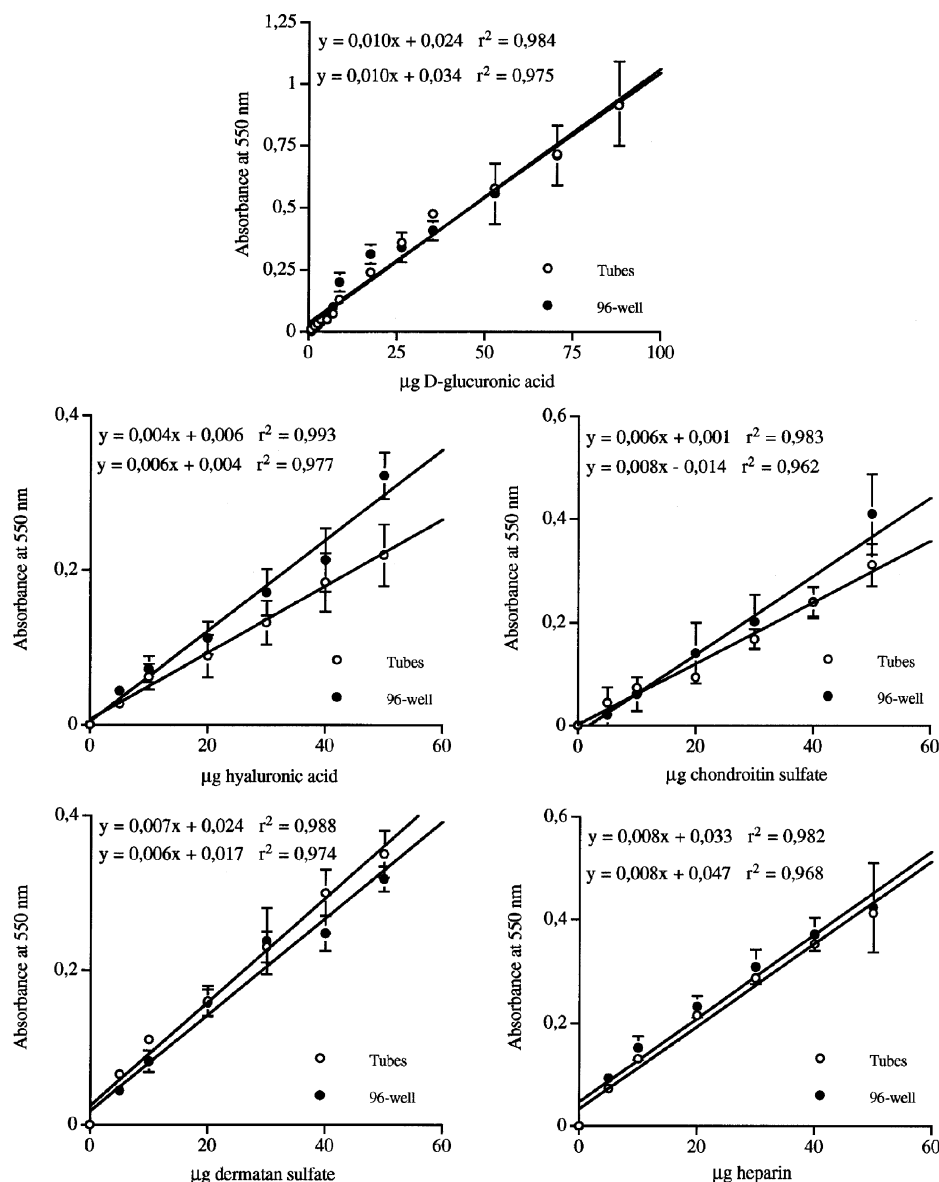 1,25
y = 0,010x + 0,024 r² = 0,984
y = 0,010x + 0,034 r² = 0,975
1
0,75
0,5
0,25
0
Absorbance at 550 nm
Tubes
96-well
0 25 50 75 100
µg D-glucuronic acid
0,4
y = 0,004x + 0,006 r² = 0,993
y = 0,006x + 0,004 r² = 0,977
0,2
0
Absorbance at 550 nm
Tubes
96-well
0 20 40 60
µg hyaluronic acid
0,6
y = 0,006x + 0,001 r² = 0,983
y = 0,008x - 0,014 r² = 0,962
0,4
0,2
0
Absorbance at 550 nm
Tubes
96-well
0 20 40 60
µg chondroitin sulfate
0,4
y = 0,007x + 0,024 r² = 0,988
y = 0,006x + 0,017 r² = 0,974
0,2
0
Absorbance at 550 nm
Tubes
96-well
0 20 40 60
µg dermatan sulfate
0,6
y = 0,008x + 0,033 r² = 0,982
y = 0,008x + 0,047 r² = 0,968
0,4
0,2
0
Absorbance at 550 nm
Tubes
96-well
0 20 40 60
µg heparin